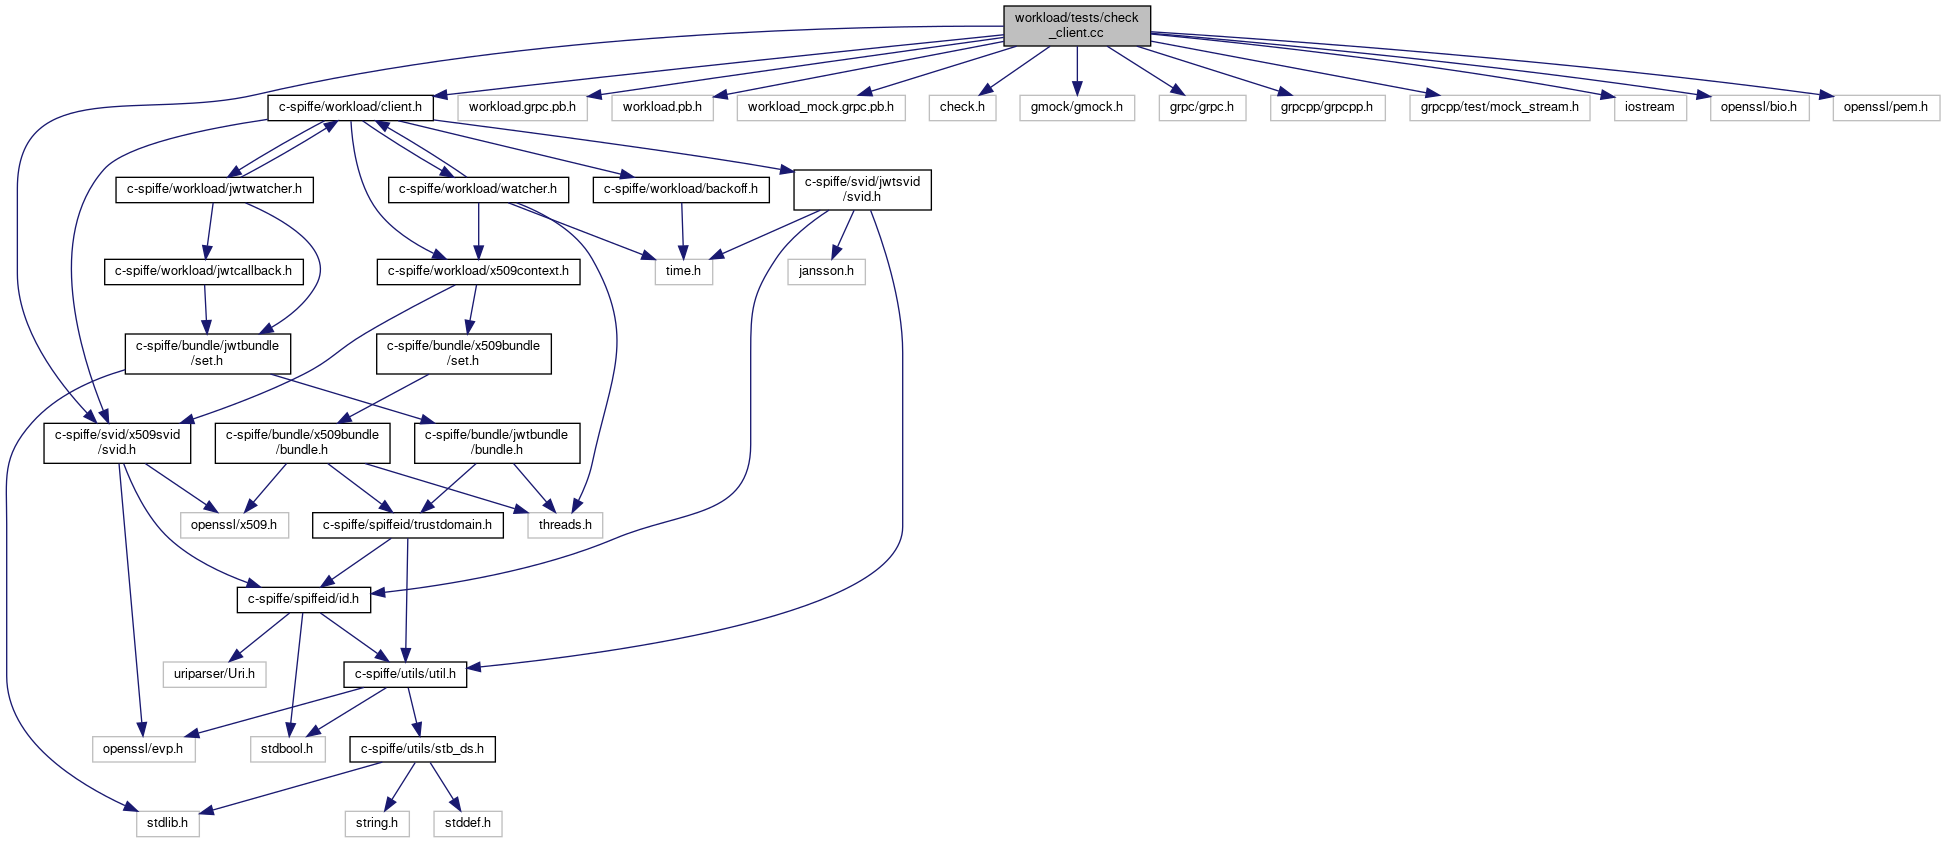 workload/tests/check
_client.cc
c-spiffe/workload/client.h
workload.grpc.pb.h
workload.pb.h
workload_mock.grpc.pb.h
check.h
gmock/gmock.h
grpc/grpc.h
grpcpp/grpcpp.h
grpcpp/test/mock_stream.h
iostream
openssl/bio.h
openssl/pem.h
c-spiffe/workload/jwtwatcher.h
c-spiffe/workload/watcher.h
c-spiffe/workload/backoff.h
c-spiffe/svid/jwtsvid
/svid.h
c-spiffe/workload/jwtcallback.h
c-spiffe/workload/x509context.h
time.h
jansson.h
c-spiffe/bundle/jwtbundle
/set.h
c-spiffe/bundle/x509bundle
/set.h
c-spiffe/svid/x509svid
/svid.h
c-spiffe/bundle/x509bundle
/bundle.h
c-spiffe/bundle/jwtbundle
/bundle.h
openssl/x509.h
c-spiffe/spiffeid/trustdomain.h
threads.h
c-spiffe/spiffeid/id.h
uriparser/Uri.h
c-spiffe/utils/util.h
openssl/evp.h
stdbool.h
c-spiffe/utils/stb_ds.h
stdlib.h
string.h
stddef.h